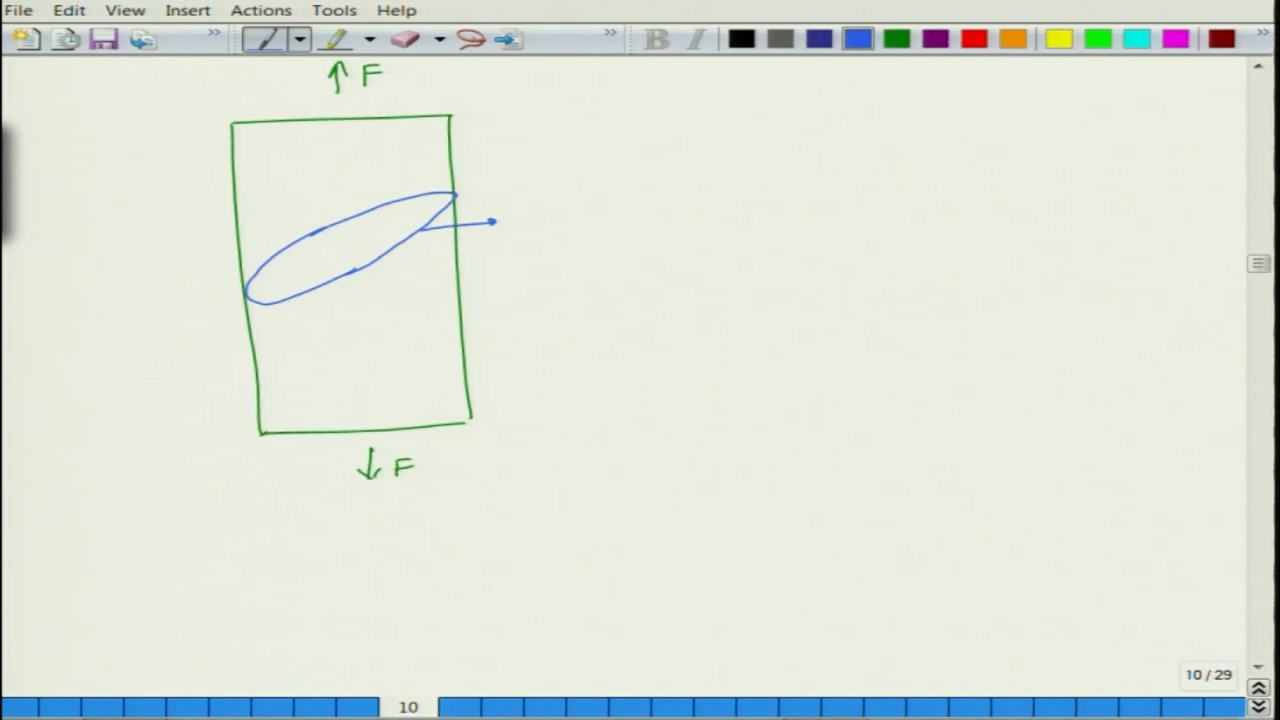 File Edit View Insert Actions Tools Help
B I
↑ F
↓ F
10 / 29
10